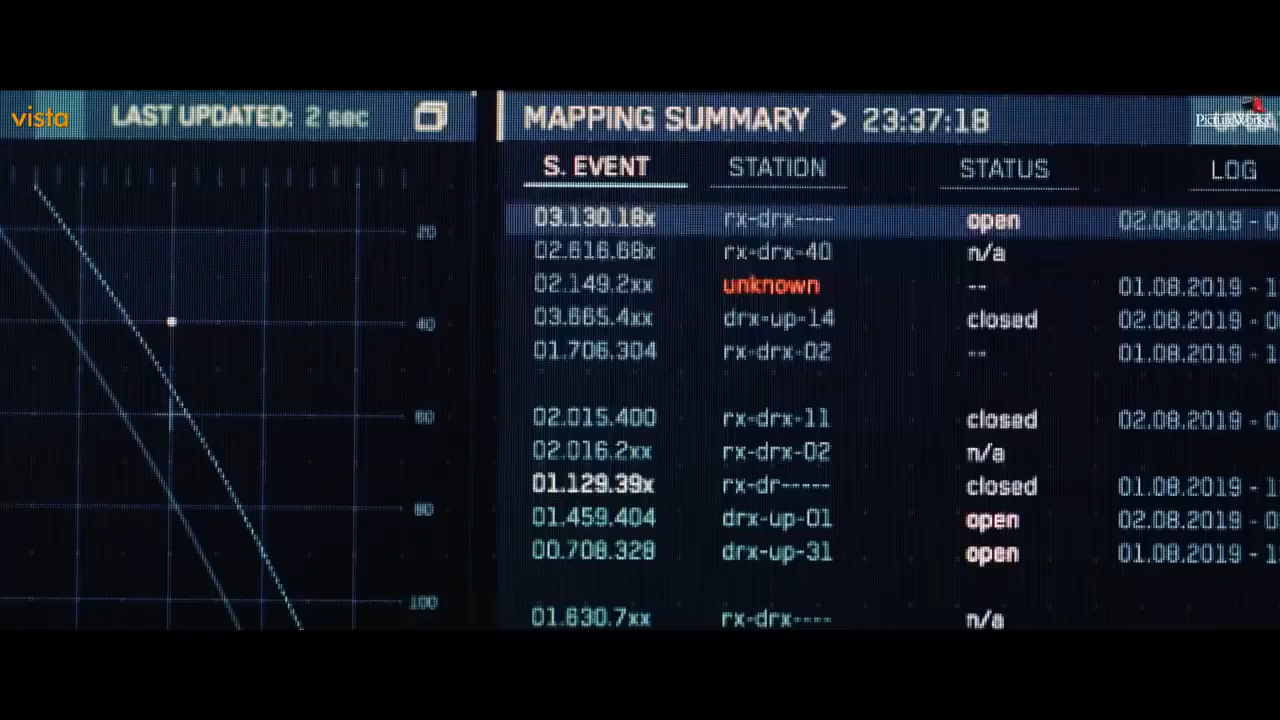 vista
LAST UPDATED: 2 sec
MAPPING SUMMARY > 23:37:18
PictureWorks
S. EVENT STATION STATUS LOG
03.130.18x rx-drx---- open 02.08.2019 - 0
02.616.68x rx-drx-40 n/a
02.149.2xx unknown -- 01.08.2019 - 1
03.665.4xx drx-up-14 closed 02.08.2019 - 0
01.706.304 rx-drx-02 -- 01.08.2019 - 1
02.015.400 rx-drx-11 closed 02.08.2019 - 0
02.016.2xx rx-drx-02 n/a
01.129.39x rx-dr----- closed 01.08.2019 - 1
01.459.404 drx-up-01 open 02.08.2019 - 0
00.708.328 drx-up-31 open 01.08.2019 - 1
01.630.7xx rx-drx---- n/a
20
40
60
80
100